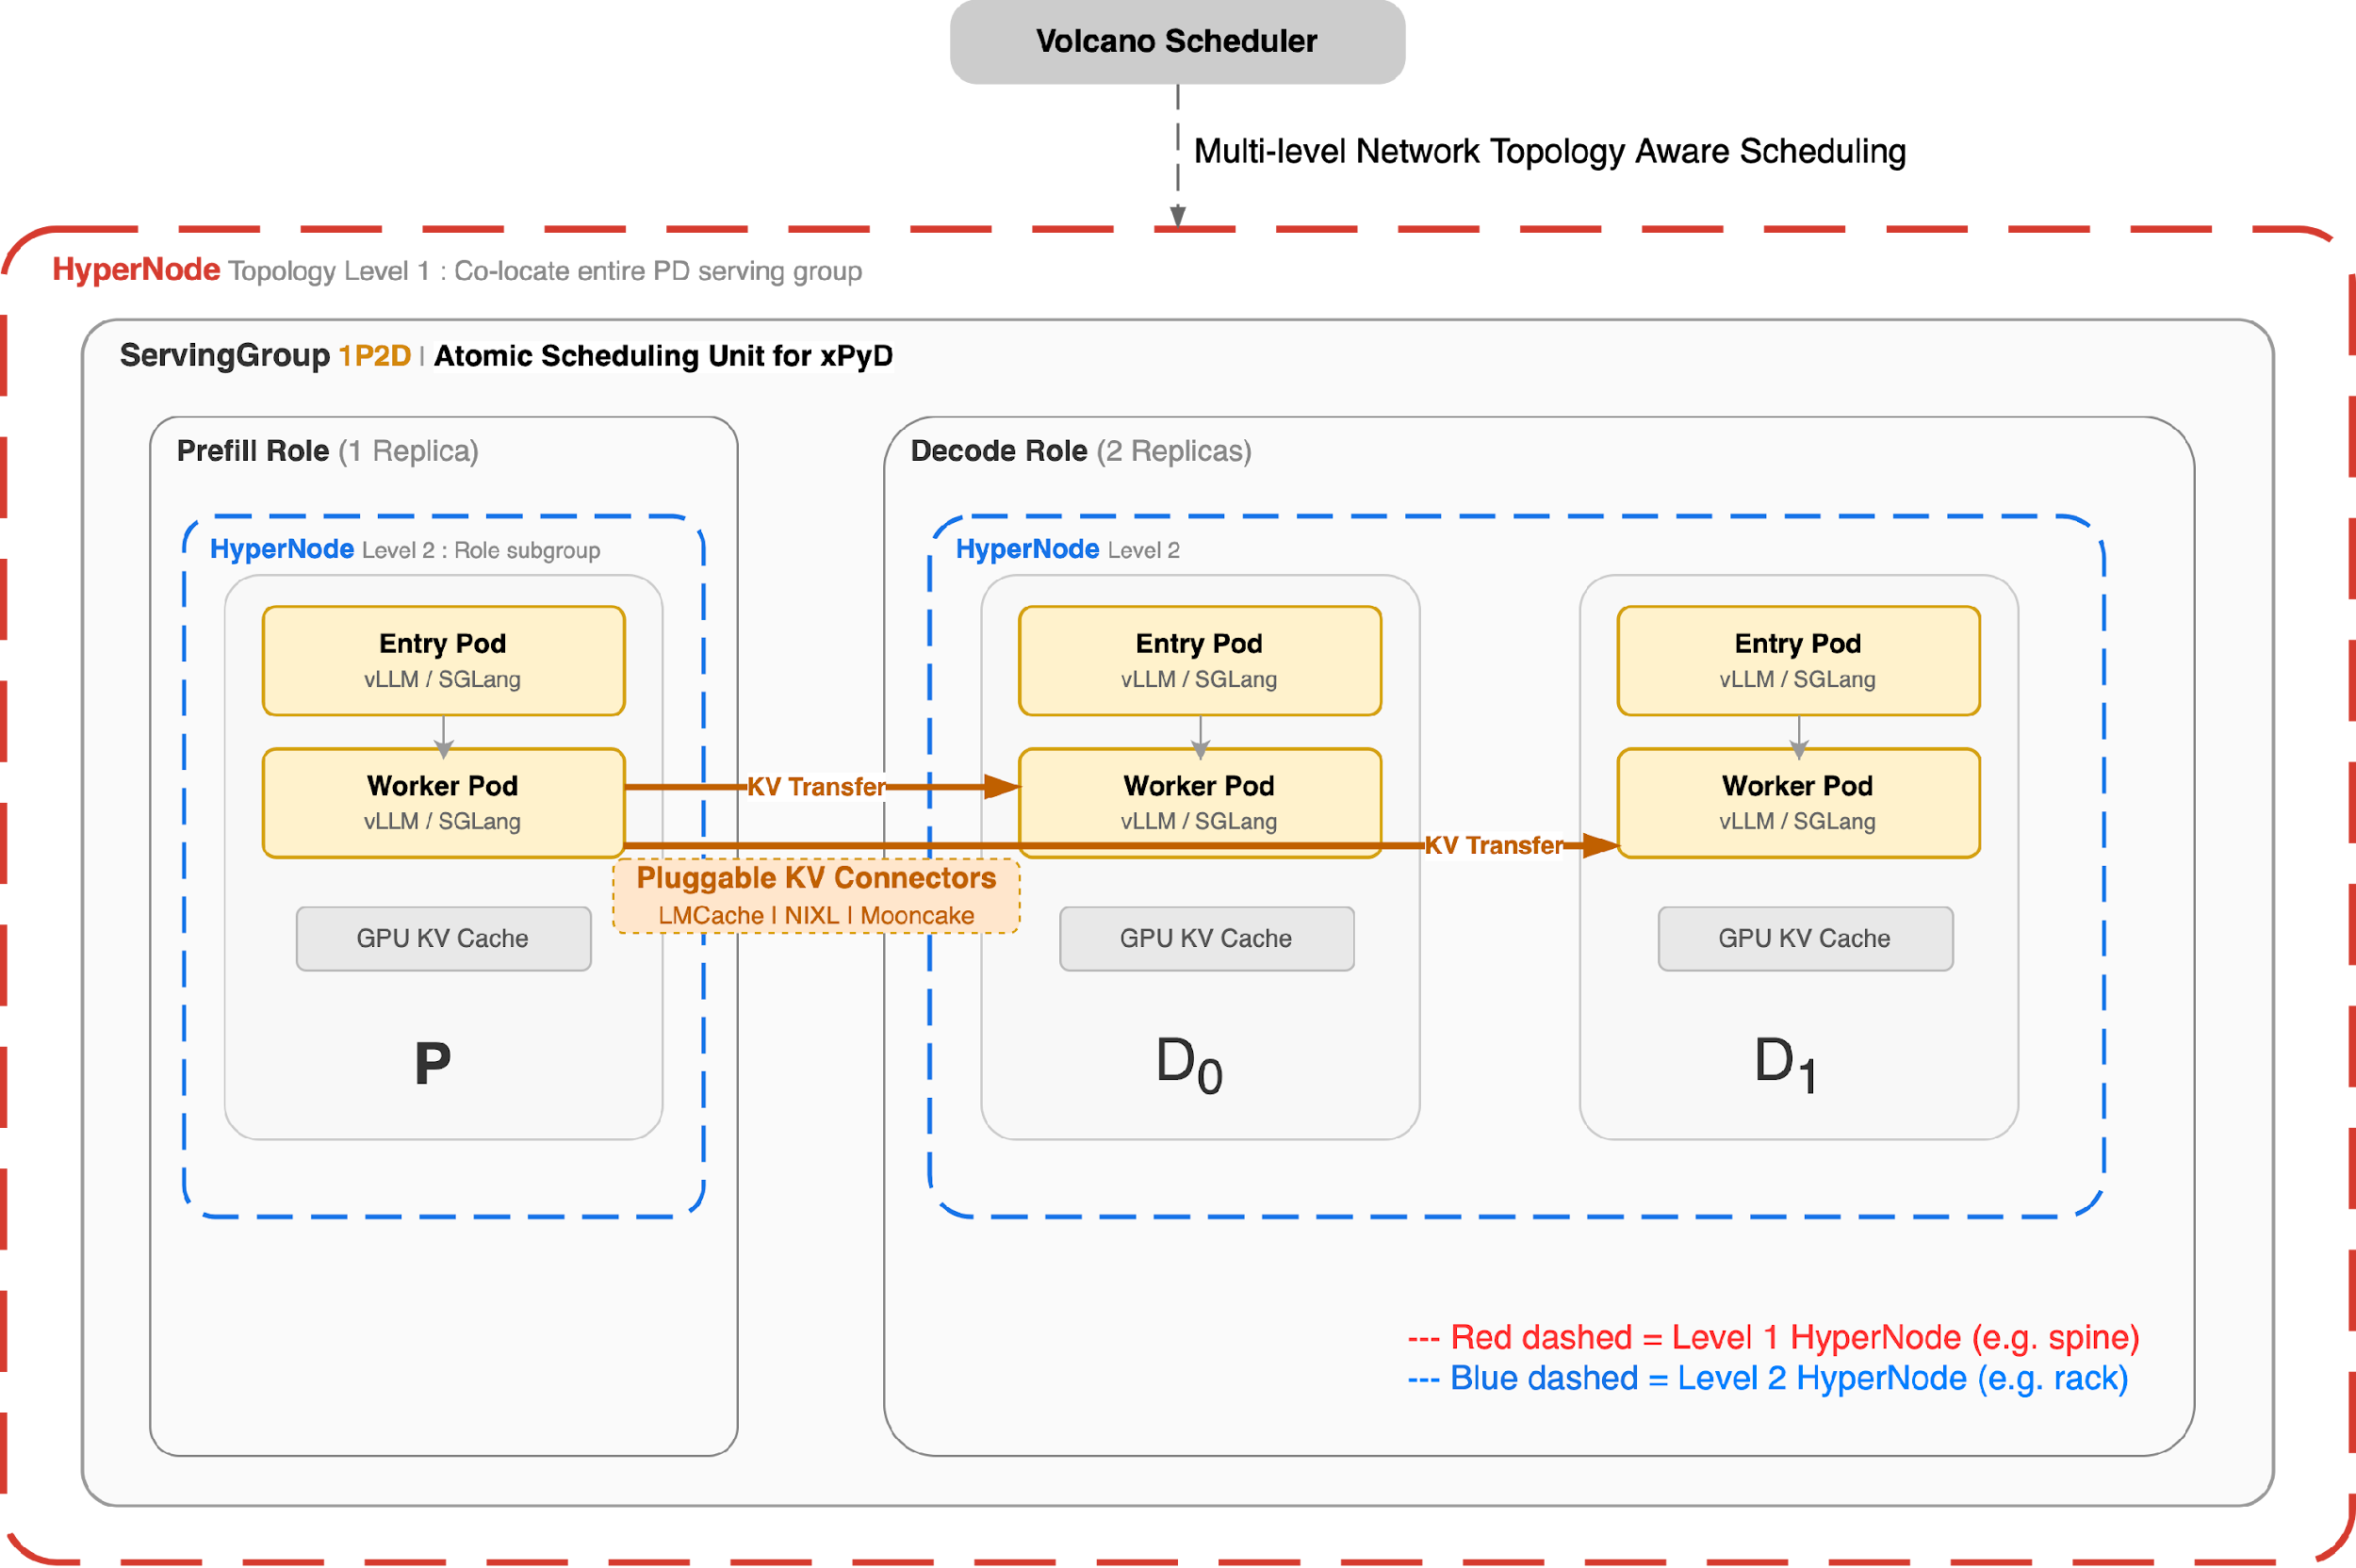 Volcano Scheduler
Multi-level Network Topology Aware Scheduling
HyperNode Topology Level 1 : Co-locate entire PD serving group
ServingGroup 1P2D | Atomic Scheduling Unit for xPyD
Prefill Role (1 Replica)
HyperNode Level 2 : Role subgroup
Entry Pod
vLLM / SGLang
Worker Pod
vLLM / SGLang
GPU KV Cache
P
KV Transfer
KV Transfer
Pluggable KV Connectors
LMCache | NIXL | Mooncake
Decode Role (2 Replicas)
HyperNode Level 2
Entry Pod
vLLM / SGLang
Worker Pod
vLLM / SGLang
GPU KV Cache
D0
Entry Pod
vLLM / SGLang
Worker Pod
vLLM / SGLang
GPU KV Cache
D1
--- Red dashed = Level 1 HyperNode (e.g. spine)
--- Blue dashed = Level 2 HyperNode (e.g. rack)